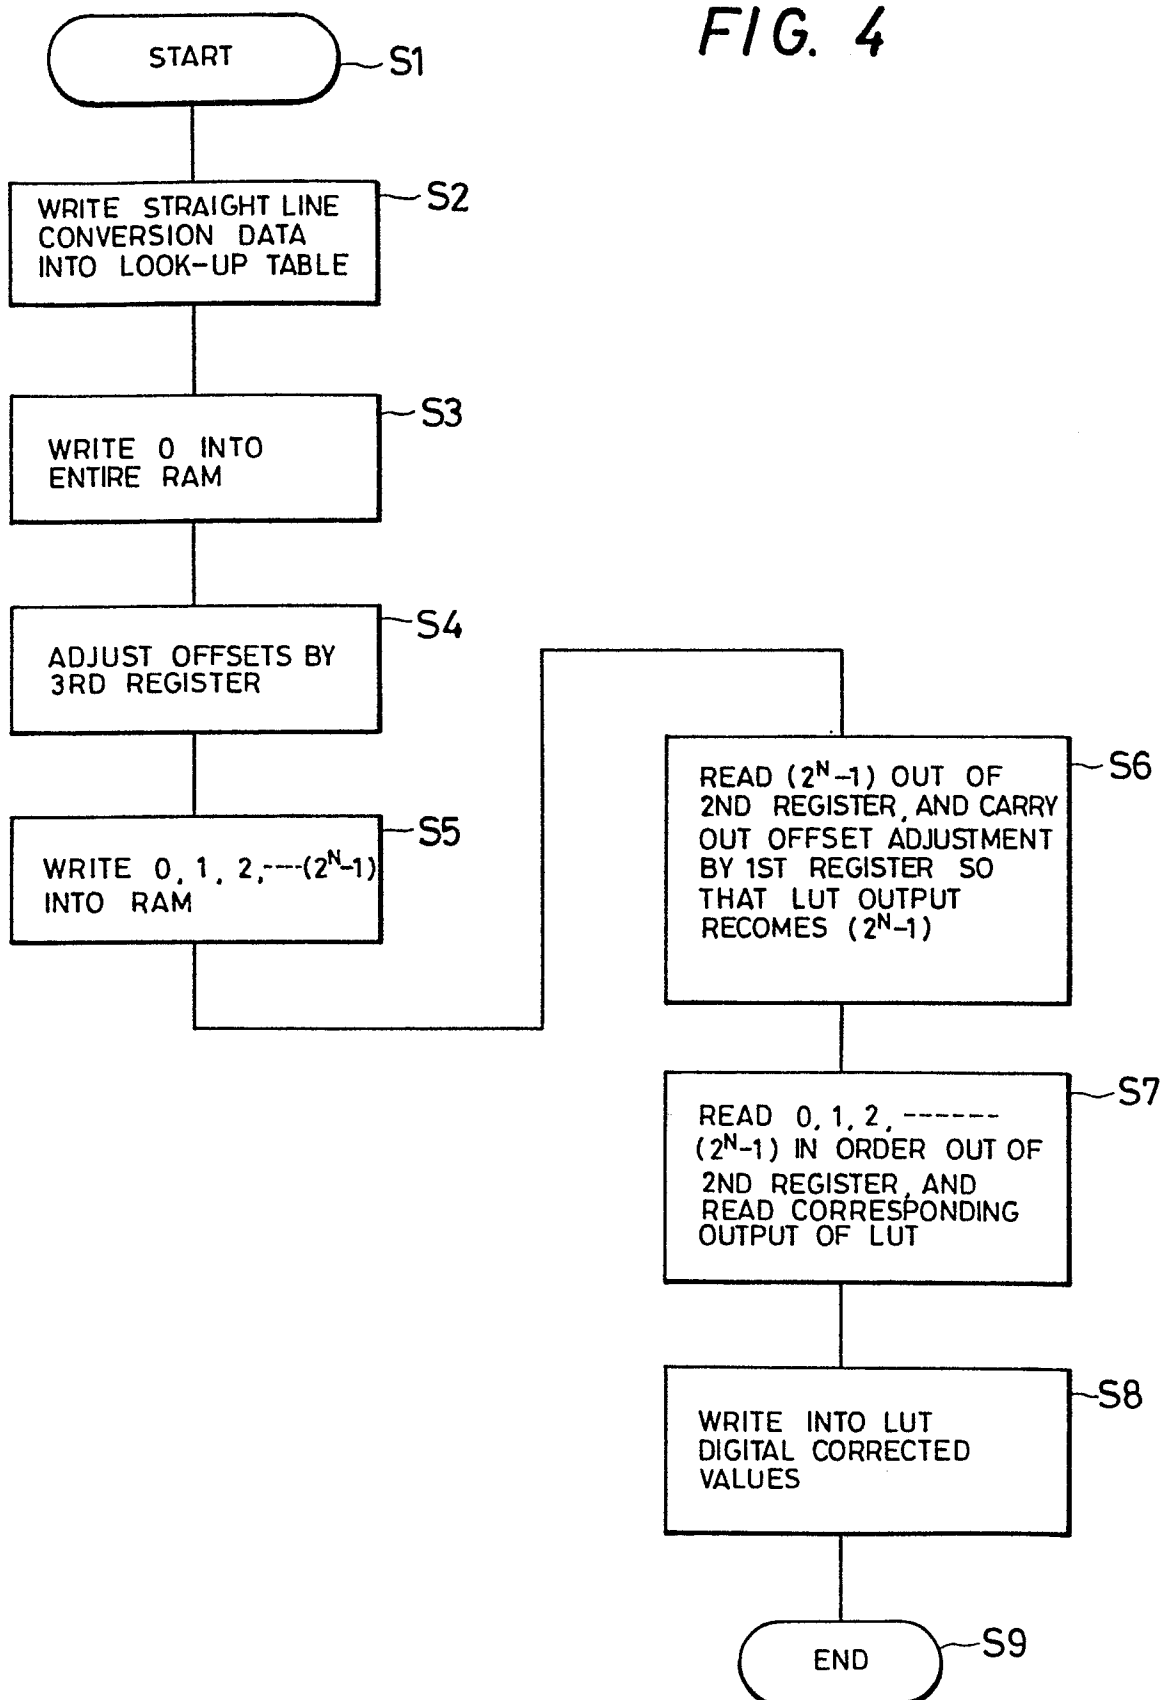 FIG. 4
START
S1
S2
WRITE STRAIGHT LINE
CONVERSION DATA
INTO LOOK-UP TABLE
S3
WRITE 0 INTO
ENTIRE RAM
S4
ADJUST OFFSETS BY
3RD REGISTER
S5
WRITE 0, 1, 2, ----(2^N-1)
INTO RAM
S6
READ (2^N-1) OUT OF
2ND REGISTER, AND CARRY
OUT OFFSET ADJUSTMENT
BY 1ST REGISTER SO
THAT LUT OUTPUT
RECOMES (2^N-1)
S7
READ 0, 1, 2, ------
(2^N-1) IN ORDER OUT OF
2ND REGISTER, AND
READ CORRESPONDING
OUTPUT OF LUT
S8
WRITE INTO LUT
DIGITAL CORRECTED
VALUES
END
S9